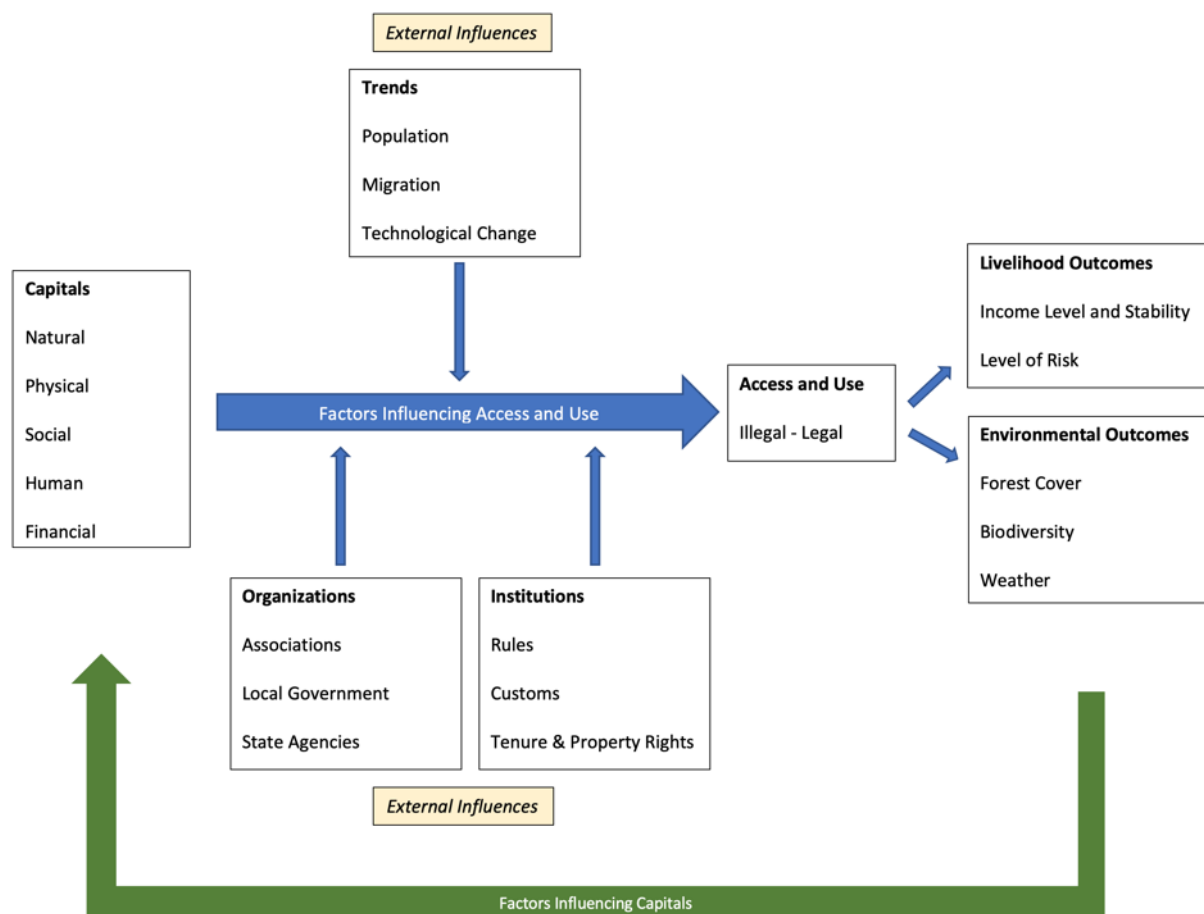 External Influences
Trends
Population
Migration
Technological Change
Capitals
Natural
Physical
Social
Human
Financial
Factors Influencing Access and Use
Access and Use
Illegal - Legal
Livelihood Outcomes
Income Level and Stability
Level of Risk
Environmental Outcomes
Forest Cover
Biodiversity
Weather
Organizations
Associations
Local Government
State Agencies
Institutions
Rules
Customs
Tenure & Property Rights
External Influences
Factors Influencing Capitals